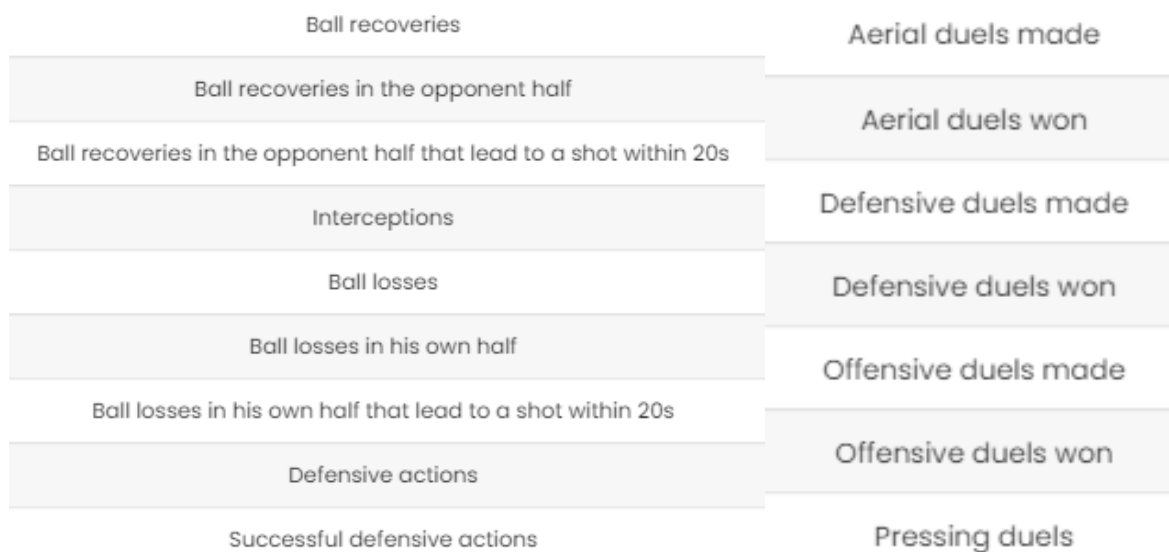 Ball recoveries
Ball recoveries in the opponent half
Ball recoveries in the opponent half that lead to a shot within 20s
Interceptions
Ball losses
Ball losses in his own half
Ball losses in his own half that lead to a shot within 20s
Defensive actions
Successful defensive actions
Aerial duels made
Aerial duels won
Defensive duels made
Defensive duels won
Offensive duels made
Offensive duels won
Pressing duels